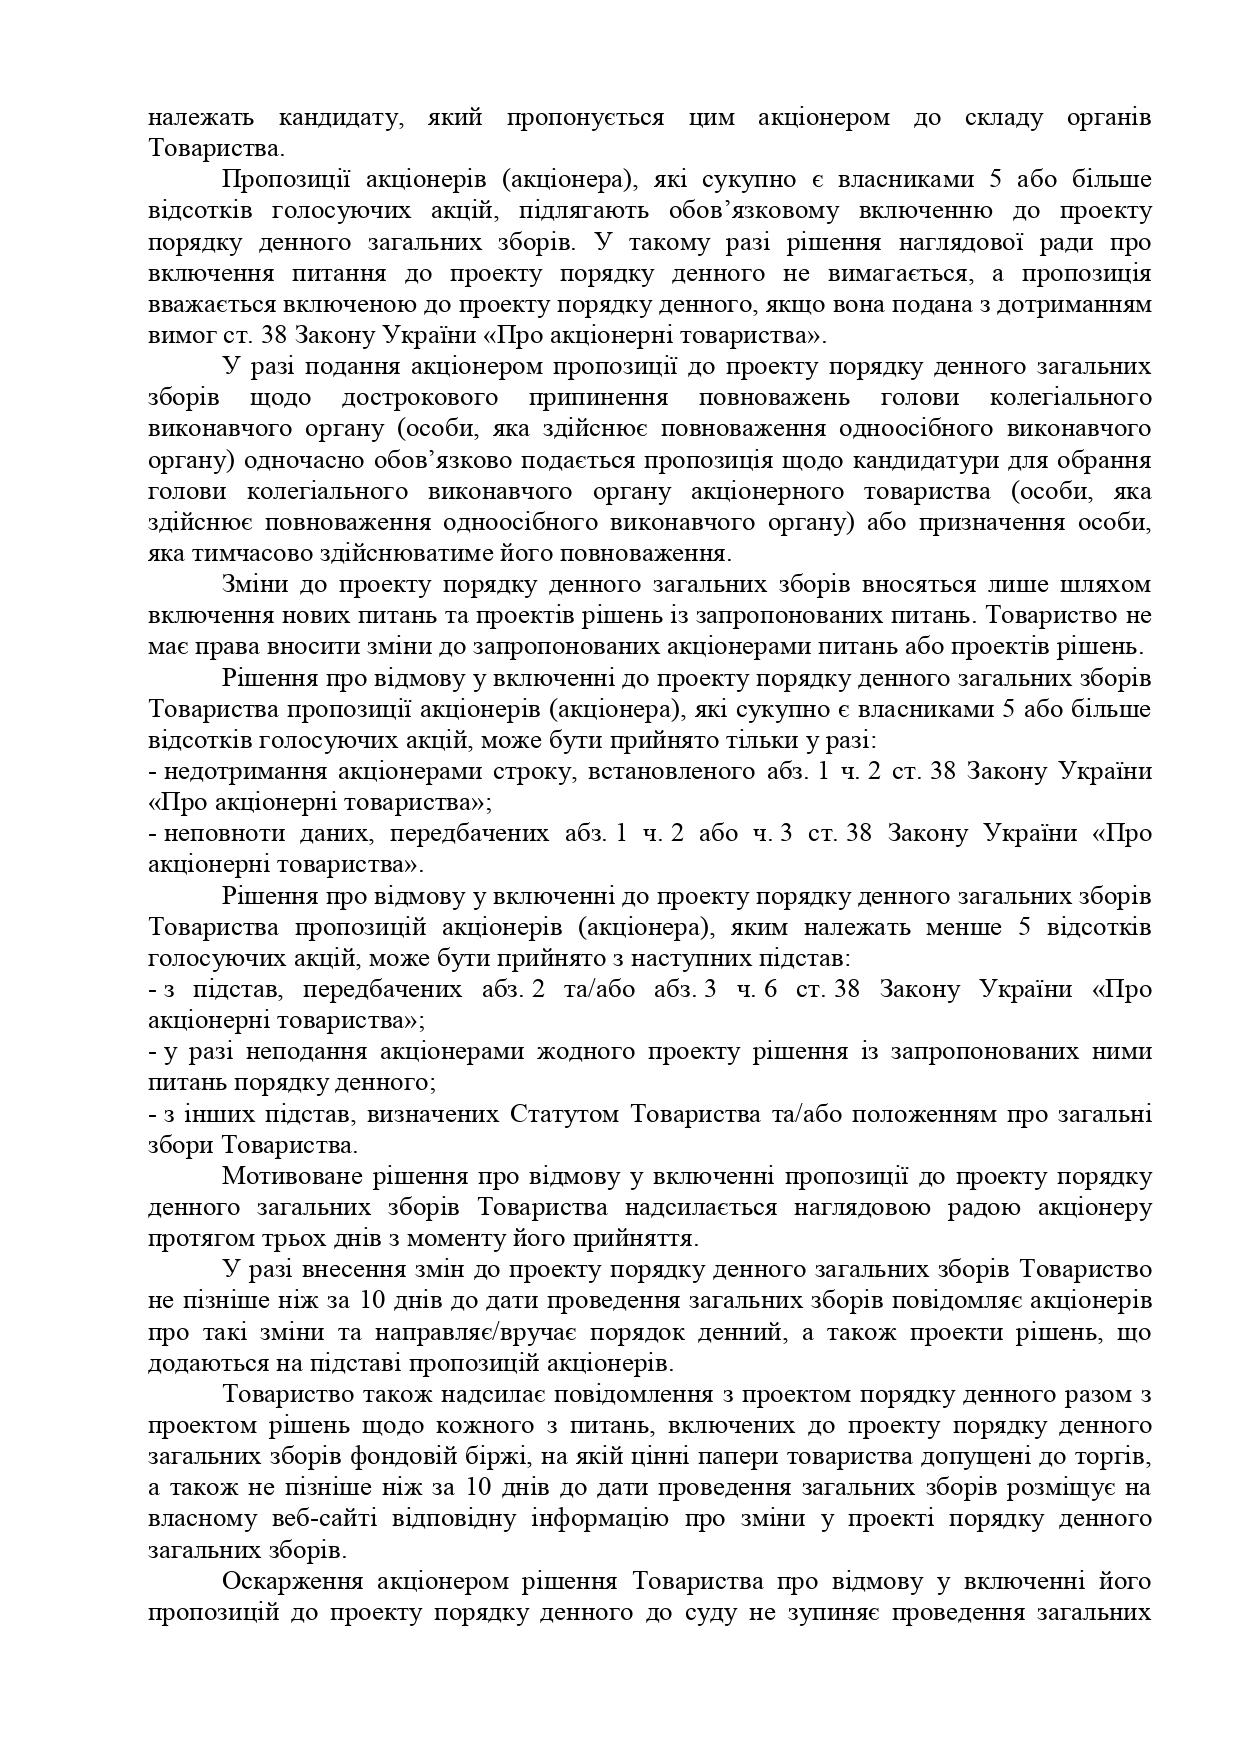 належать кандидату, який пропонується цим акціонером до складу органів
Товариства.
Пропозиції акціонерів (акціонера), які сукупно є власниками 5 або більше
відсотків голосуючих акцій, підлягають обов’язковому включенню до проекту
порядку денного загальних зборів. У такому разі рішення наглядової ради про
включення питання до проекту порядку денного не вимагається, а пропозиція
вважається включеною до проекту порядку денного, якщо вона подана з дотриманням
вимог ст. 38 Закону України «Про акціонерні товариства».
У разі подання акціонером пропозиції до проекту порядку денного загальних
зборів щодо дострокового припинення повноважень голови колегіального
виконавчого органу (особи, яка здійснює повноваження одноосібного виконавчого
органу) одночасно обов’язково подається пропозиція щодо кандидатури для обрання
голови колегіального виконавчого органу акціонерного товариства (особи, яка
здійснює повноваження одноосібного виконавчого органу) або призначення особи,
яка тимчасово здійснюватиме його повноваження.
Зміни до проекту порядку денного загальних зборів вносяться лише шляхом
включення нових питань та проектів рішень із запропонованих питань. Товариство не
має права вносити зміни до запропонованих акціонерами питань або проектів рішень.
Рішення про відмову у включенні до проекту порядку денного загальних зборів
Товариства пропозиції акціонерів (акціонера), які сукупно є власниками 5 або більше
відсотків голосуючих акцій, може бути прийнято тільки у разі:
- недотримання акціонерами строку, встановленого абз. 1 ч. 2 ст. 38 Закону України
«Про акціонерні товариства»;
- неповноти даних, передбачених абз. 1 ч. 2 або ч. 3 ст. 38 Закону України «Про
акціонерні товариства».
Рішення про відмову у включенні до проекту порядку денного загальних зборів
Товариства пропозицій акціонерів (акціонера), яким належать менше 5 відсотків
голосуючих акцій, може бути прийнято з наступних підстав:
- з підстав, передбачених абз. 2 та/або абз. 3 ч. 6 ст. 38 Закону України «Про
акціонерні товариства»;
- у разі неподання акціонерами жодного проекту рішення із запропонованих ними
питань порядку денного;
- з інших підстав, визначених Статутом Товариства та/або положенням про загальні
збори Товариства.
Мотивоване рішення про відмову у включенні пропозиції до проекту порядку
денного загальних зборів Товариства надсилається наглядовою радою акціонеру
протягом трьох днів з моменту його прийняття.
У разі внесення змін до проекту порядку денного загальних зборів Товариство
не пізніше ніж за 10 днів до дати проведення загальних зборів повідомляє акціонерів
про такі зміни та направляє/вручає порядок денний, а також проекти рішень, що
додаються на підставі пропозицій акціонерів.
Товариство також надсилає повідомлення з проектом порядку денного разом з
проектом рішень щодо кожного з питань, включених до проекту порядку денного
загальних зборів фондовій біржі, на якій цінні папери товариства допущені до торгів,
а також не пізніше ніж за 10 днів до дати проведення загальних зборів розміщує на
власному веб-сайті відповідну інформацію про зміни у проекті порядку денного
загальних зборів.
Оскарження акціонером рішення Товариства про відмову у включенні його
пропозицій до проекту порядку денного до суду не зупиняє проведення загальних